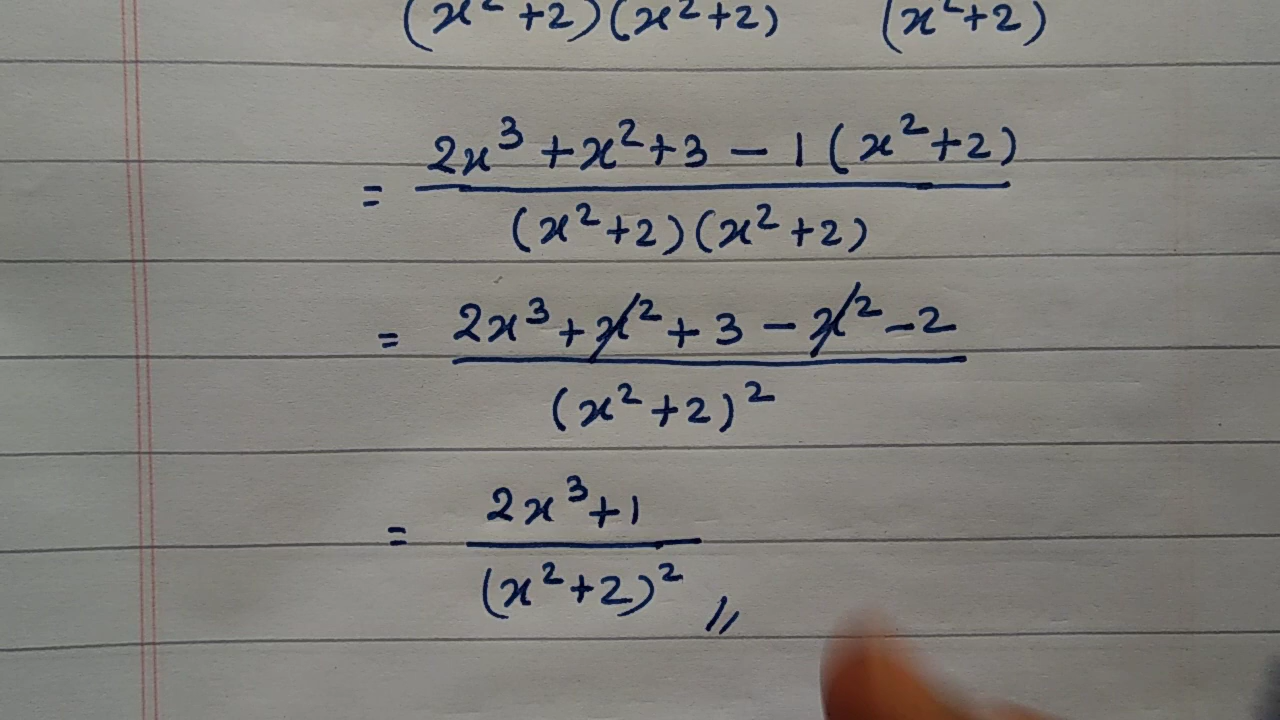 (x²+2)(x²+2) (x²+2)
= 2x³ + x² + 3 − 1(x² + 2)
(x² + 2)(x² + 2)
= 2x³ + x² + 3 − x² − 2
(x² + 2)²
= 2x³ + 1
(x² + 2)² //